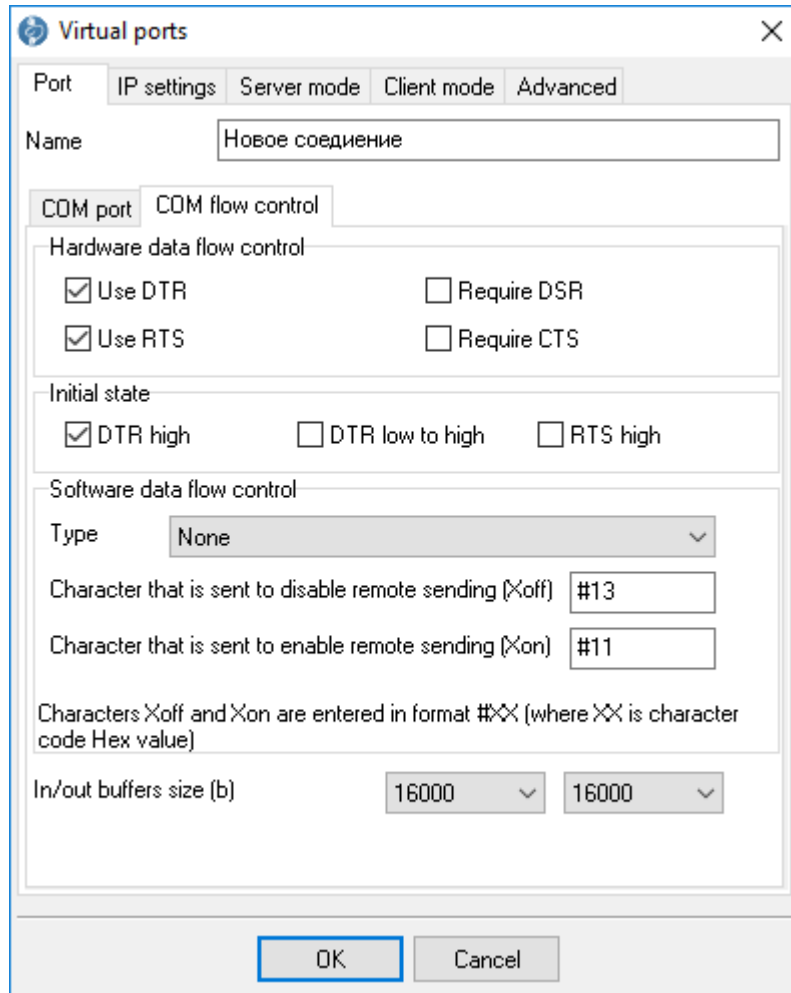 Virtual ports
Port IP settings Server mode Client mode Advanced
Name Новое соедиение
COM port COM flow control
Hardware data flow control
Use DTR Require DSR
Use RTS Require CTS
Initial state
DTR high DTR low to high RTS high
Software data flow control
Type None
Character that is sent to disable remote sending (Xoff) #13
Character that is sent to enable remote sending (Xon) #11
Characters Xoff and Xon are entered in format #XX (where XX is character
code Hex value)
In/out buffers size (b) 16000 16000
OK Cancel